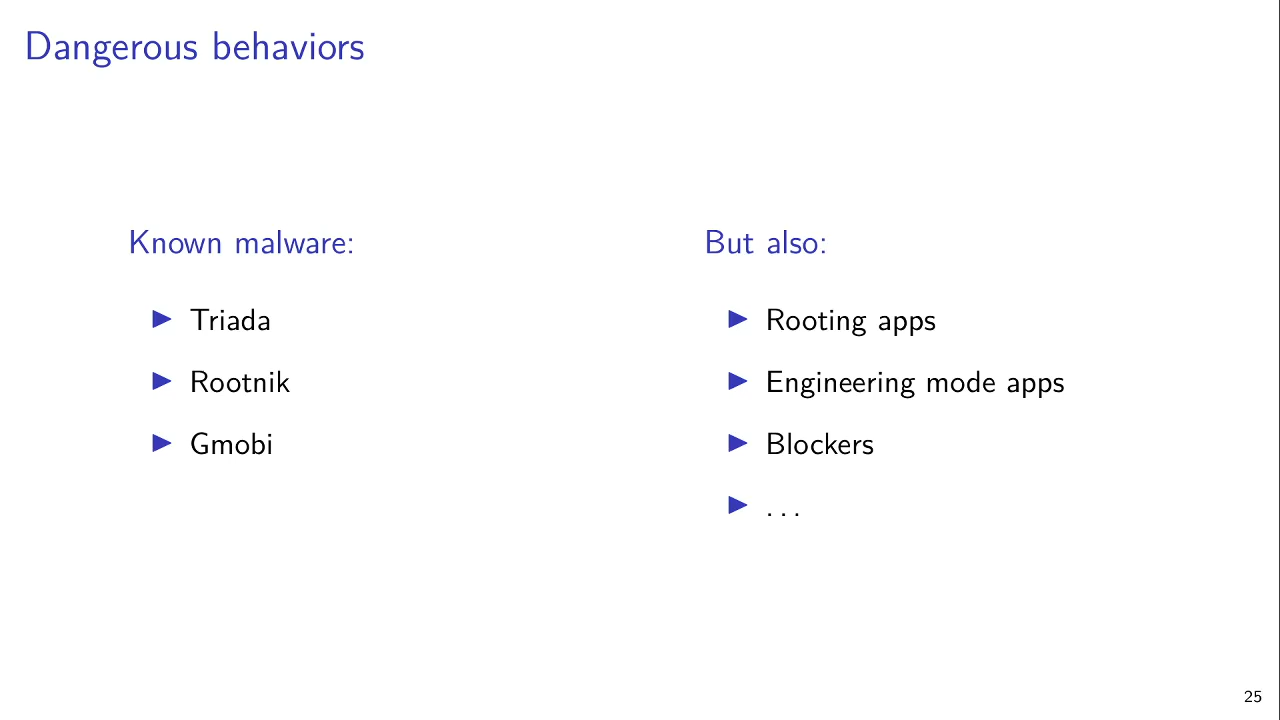 Dangerous behaviors
Known malware:
▶ Triada
▶ Rootnik
▶ Gmobi
But also:
▶ Rooting apps
▶ Engineering mode apps
▶ Blockers
▶ . . .
25